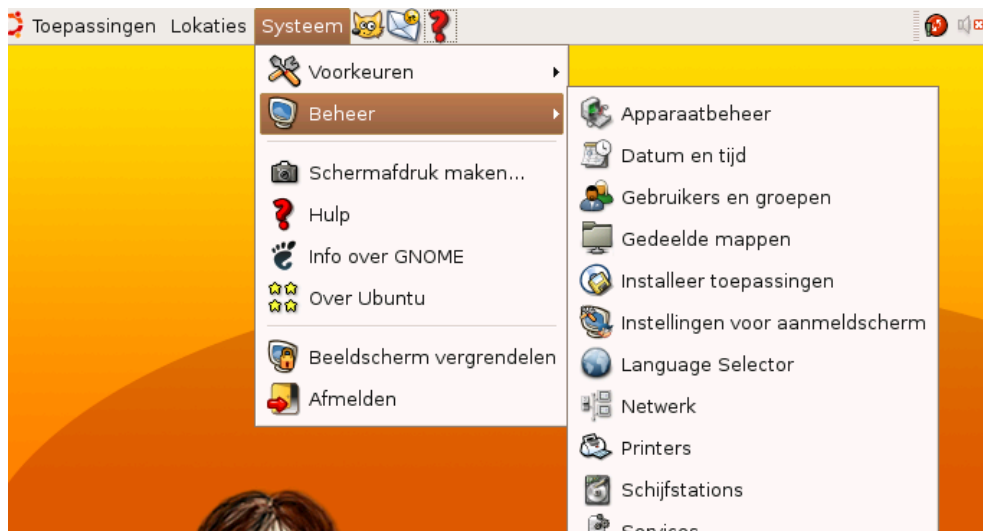 Toepassingen Lokaties Systeem
Voorkeuren
Beheer
Schermafdruk maken...
Hulp
Info over GNOME
Over Ubuntu
Beeldscherm vergrendelen
Afmelden
Apparaatbeheer
Datum en tijd
Gebruikers en groepen
Gedeelde mappen
Installeer toepassingen
Instellingen voor aanmeldscherm
Language Selector
Netwerk
Printers
Schijfstations
Services